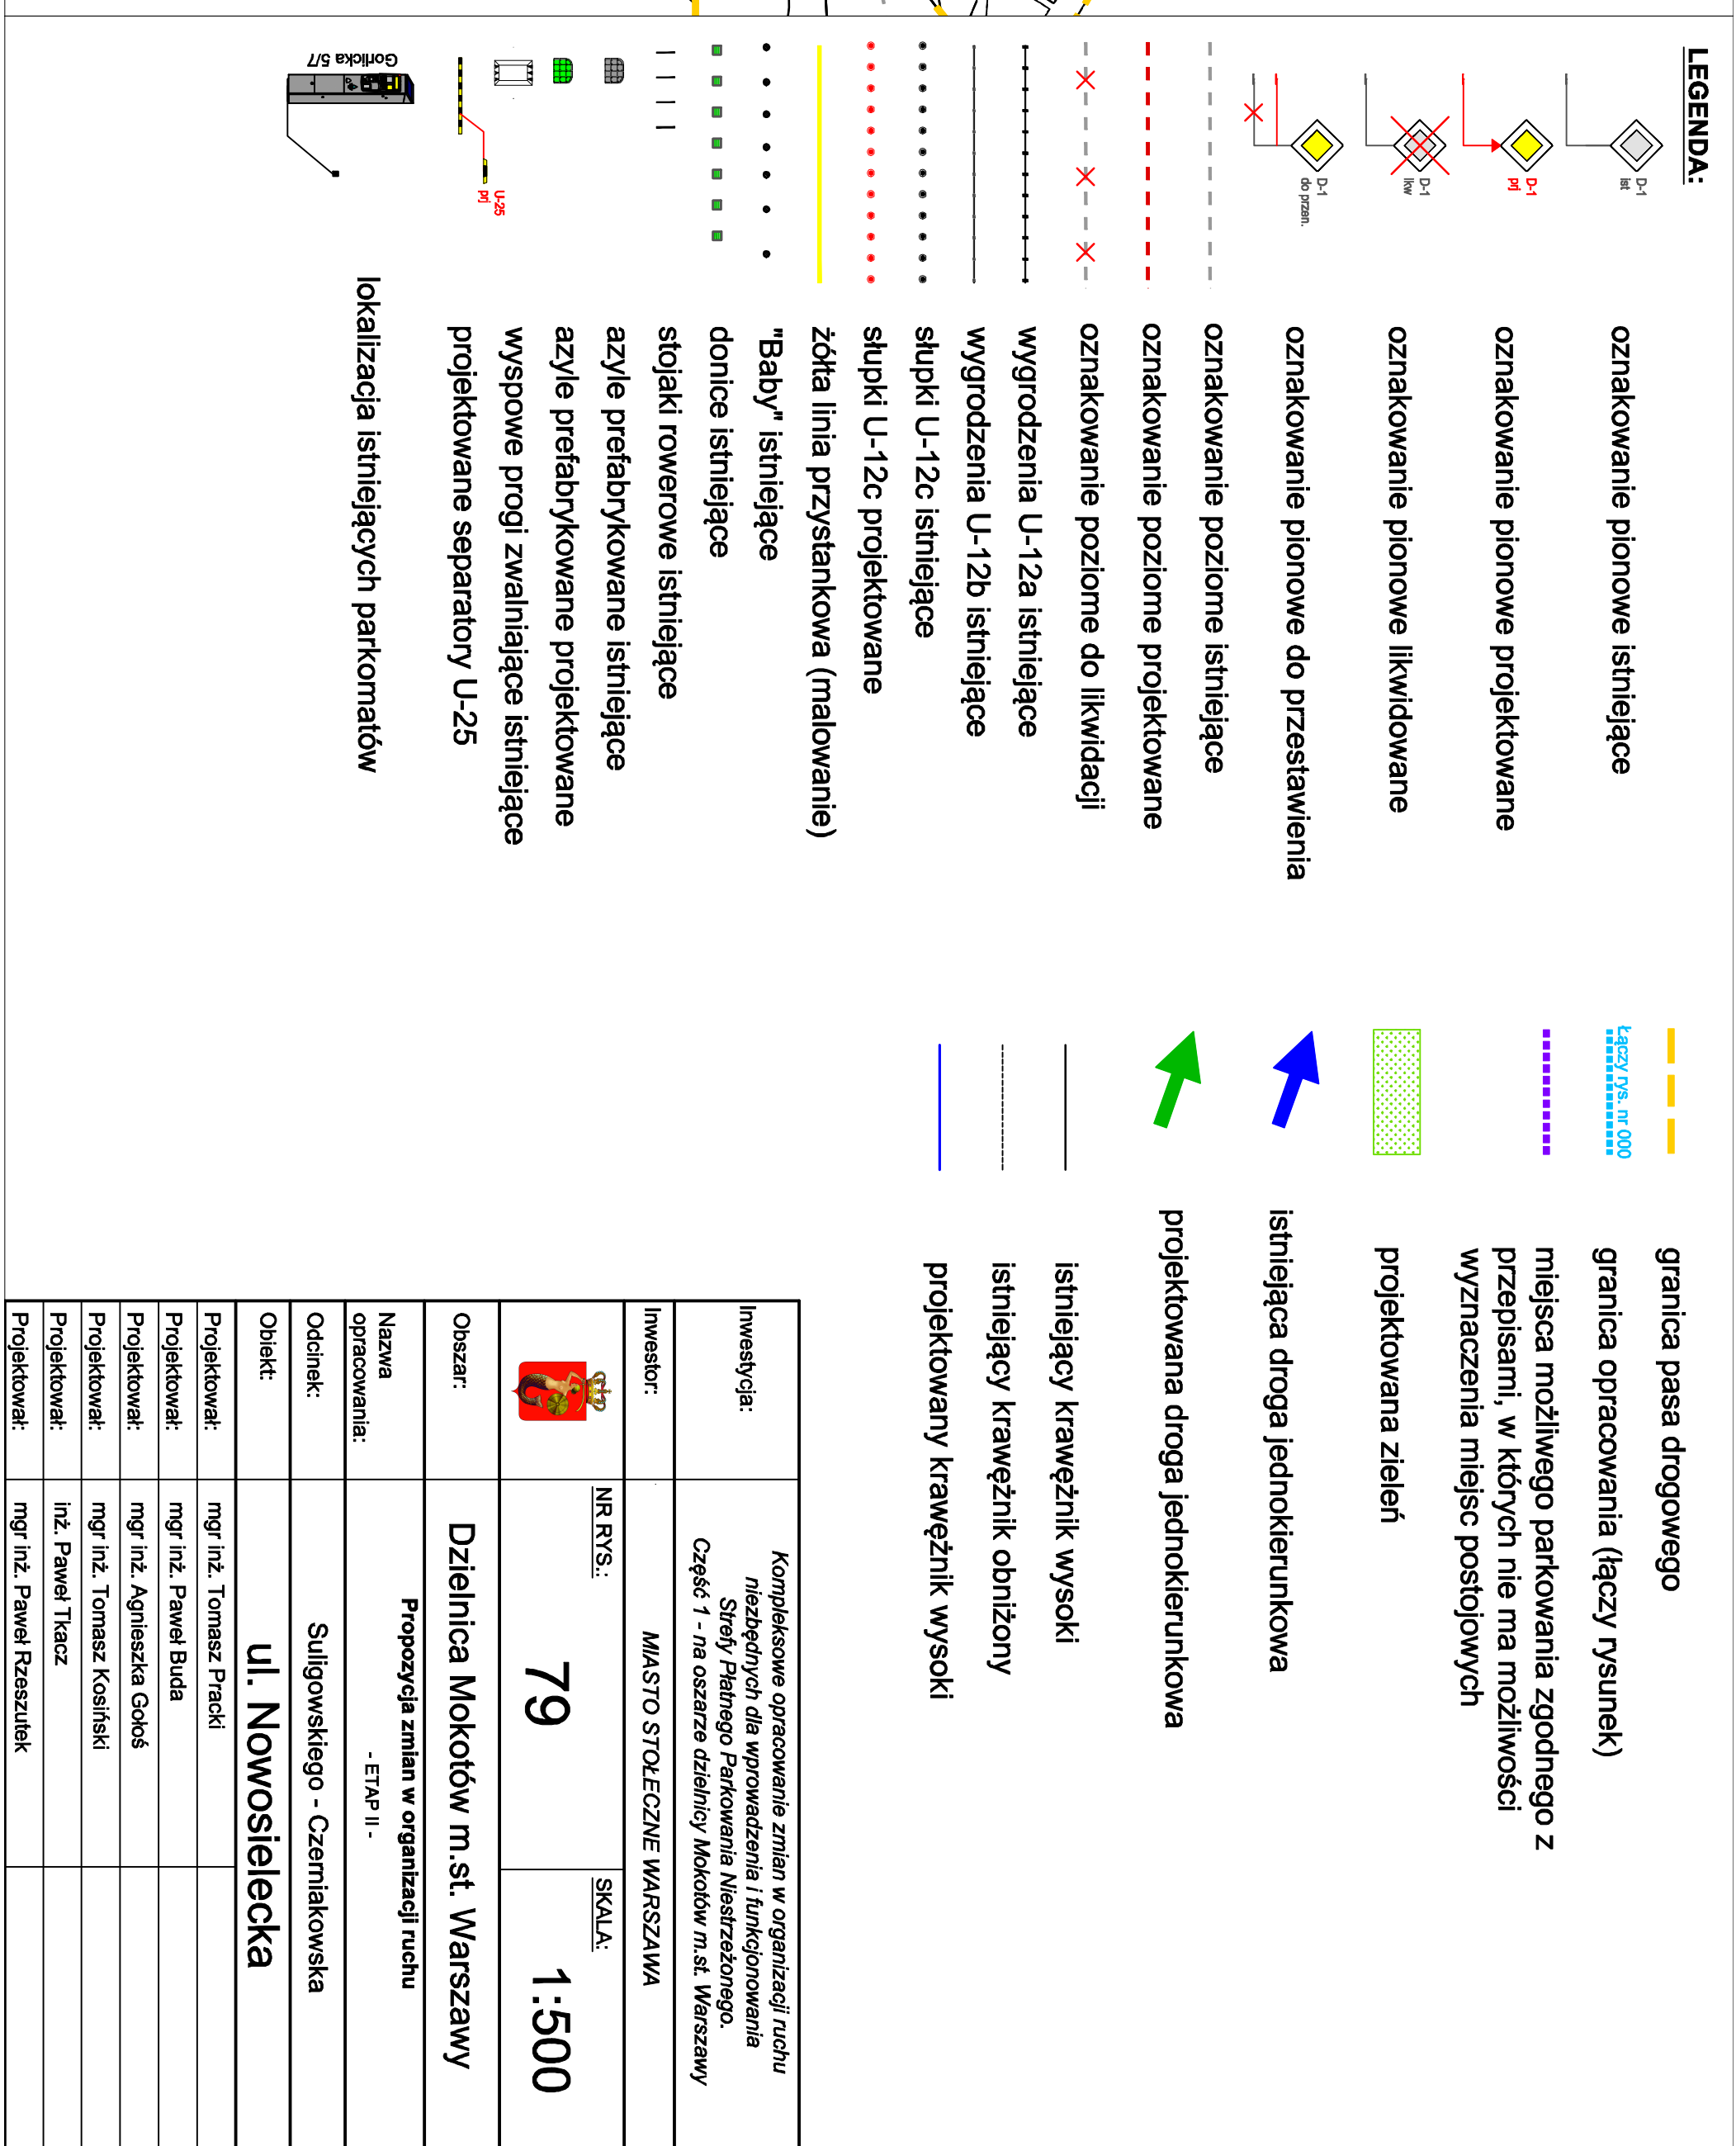 LEGENDA:
D-1
ist
oznakowanie pionowe istniejące
D-1
prj
oznakowanie pionowe projektowane
D-1
lkw
oznakowanie pionowe likwidowane
D-1
do przen.
oznakowanie pionowe do przestawienia
oznakowanie poziome istniejące
oznakowanie poziome projektowane
oznakowanie poziome do likwidacji
wygrodzenia U-12a istniejące
wygrodzenia U-12b istniejące
słupki U-12c istniejące
słupki U-12c projektowane
żółta linia przystankowa (malowanie)
"Baby" istniejące
donice istniejące
stojaki rowerowe istniejące
azyle prefabrykowane istniejące
azyle prefabrykowane projektowane
wyspowe progi zwalniające istniejące
U-25
prj
projektowane separatory U-25
Gorlicka 5/7
lokalizacja istniejących parkomatów
granica pasa drogowego
Łączy rys. nr 000
granica opracowania (łączy rysunek)
miejsca możliwego parkowania zgodnego z
przepisami, w których nie ma możliwości
wyznaczenia miejsc postojowych
projektowana zieleń
istniejąca droga jednokierunkowa
projektowana droga jednokierunkowa
istniejący krawężnik wysoki
istniejący krawężnik obniżony
projektowany krawężnik wysoki
Inwestycja:
Kompleksowe opracowanie zmian w organizacji ruchu
niezbędnych dla wprowadzenia i funkcjonowania
Strefy Płatnego Parkowania Niestrzeżonego.
Część 1 - na oszarze dzielnicy Mokotów m.st. Warszawy
Inwestor:
MIASTO STOŁECZNE WARSZAWA
NR RYS.:
79
SKALA:
1:500
Obszar:
Dzielnica Mokotów m.st. Warszawy
Nazwa
opracowania:
Propozycja zmian w organizacji ruchu
- ETAP II -
Odcinek:
Suligowskiego - Czerniakowska
Obiekt:
ul. Nowosielecka
Projektował:
mgr inż. Tomasz Pracki
Projektował:
mgr inż. Paweł Buda
Projektował:
mgr inż. Agnieszka Gołoś
Projektował:
mgr inż. Tomasz Kosiński
Projektował:
inż. Paweł Tkacz
Projektował:
mgr inż. Paweł Rzeszutek